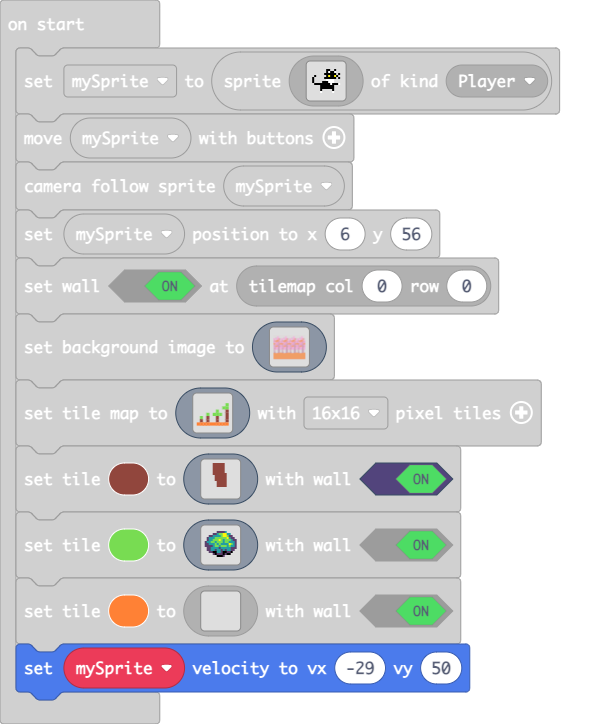 on start
set mySprite to sprite of kind Player
move mySprite with buttons
camera follow sprite mySprite
set mySprite position to x 6 y 56
set wall ON at tilemap col 0 row 0
set background image to
set tile map to with 16x16 pixel tiles
set tile to with wall ON
set tile to with wall ON
set tile to with wall ON
set mySprite velocity to vx -29 vy 50